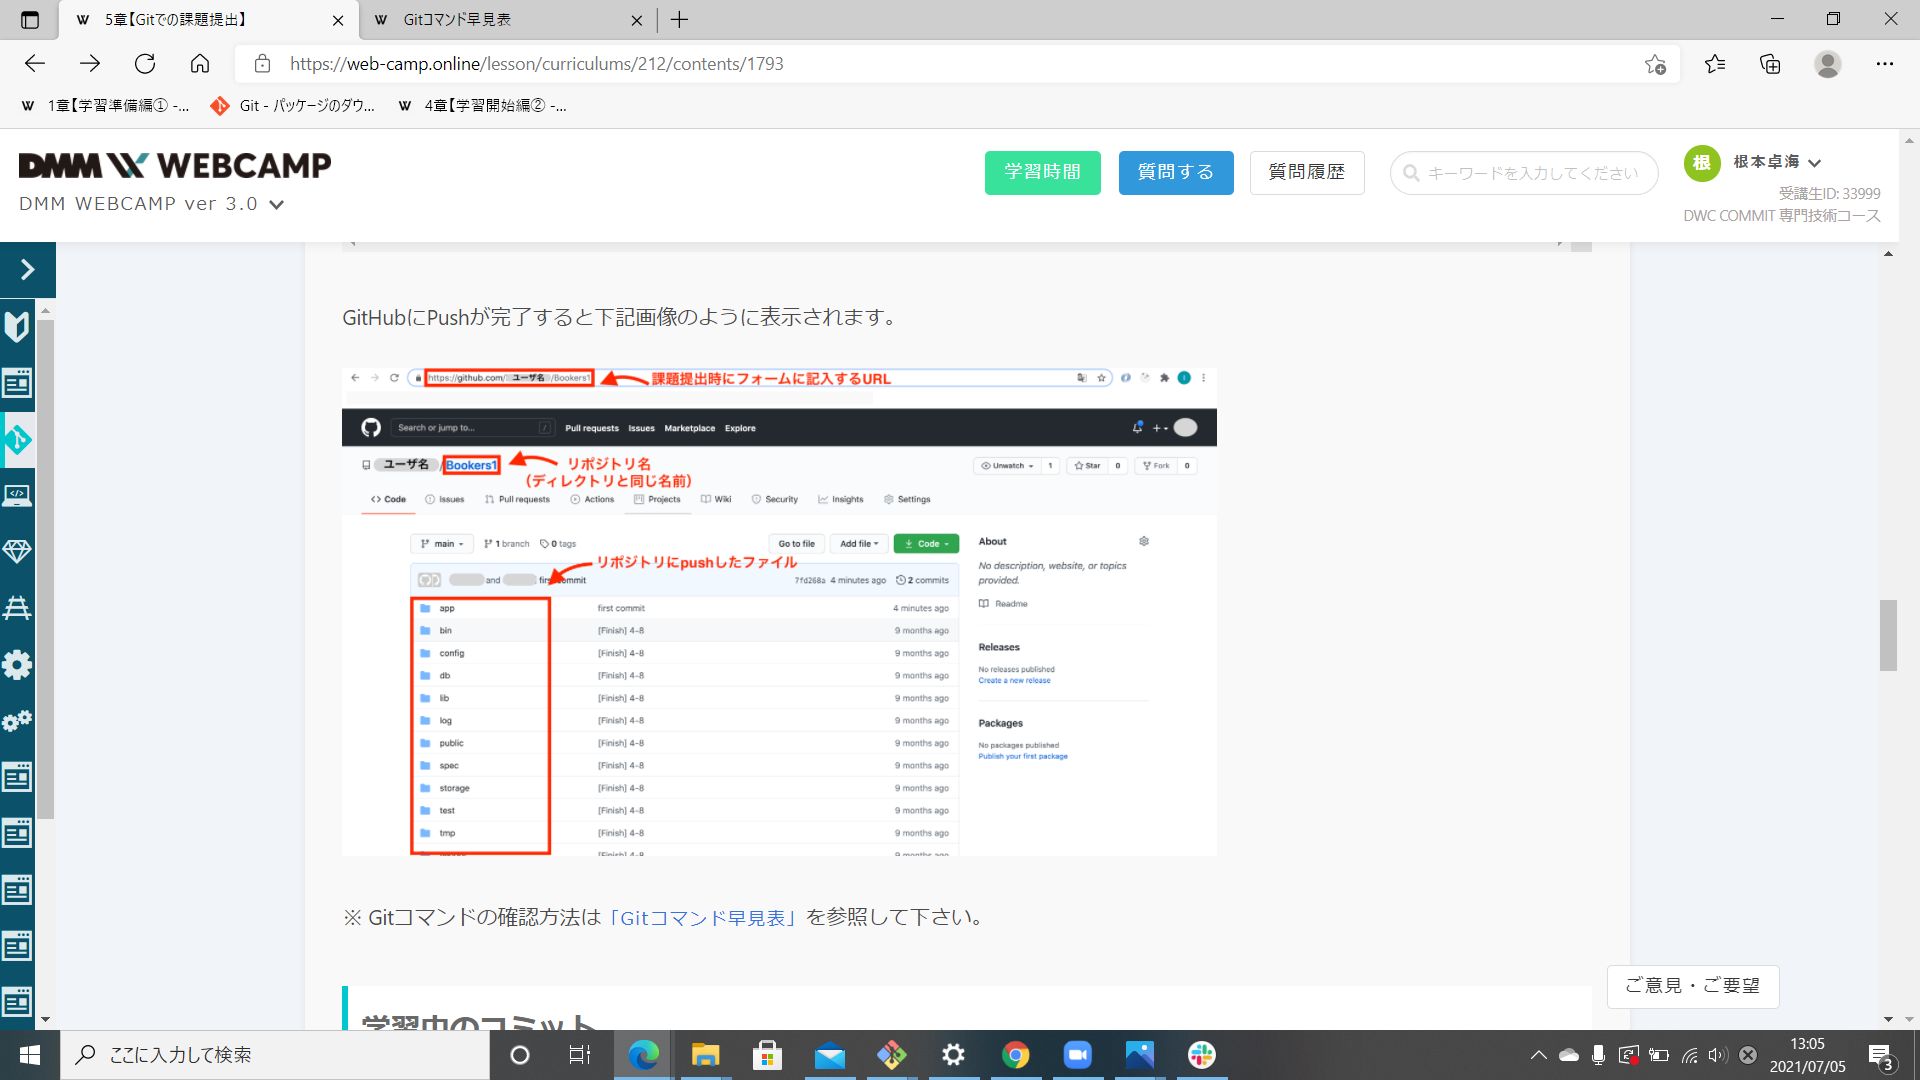 5章【Gitでの課題提出】
Gitコマンド早見表
https://web-camp.online/lesson/curriculums/212/contents/1793
1章【学習準備編① -...
Git - パッケージのダウ...
4章【学習開始編② -...
DMM WEBCAMP
DMM WEBCAMP ver 3.0
学習時間
質問する
質問履歴
キーワードを入力してください
根
根本卓海
受講生ID: 33999
DWC COMMIT 専門技術コース
GitHubにPushが完了すると下記画像のように表示されます。
https://github.com/ ユーザ名 /Bookers1
課題提出時にフォームに記入するURL
Search or jump to...
/
Pull requests
Issues
Marketplace
Explore
ユーザ名 / Bookers1
リポジトリ名
（ディレクトリと同じ名前）
Unwatch 1
Star 0
Fork 0
Code
Issues
Pull requests
Actions
Projects
Wiki
Security
Insights
Settings
main
1 branch
0 tags
Go to file
Add file
Code
リポジトリにpushしたファイル
and first commit
7fd268a 4 minutes ago
2 commits
app first commit 4 minutes ago
bin [Finish] 4-8 9 months ago
config [Finish] 4-8 9 months ago
db [Finish] 4-8 9 months ago
lib [Finish] 4-8 9 months ago
log [Finish] 4-8 9 months ago
public [Finish] 4-8 9 months ago
spec [Finish] 4-8 9 months ago
storage [Finish] 4-8 9 months ago
test [Finish] 4-8 9 months ago
tmp [Finish] 4-8 9 months ago
[Finish] 4-8 9 months ago
About
No description, website, or topics
provided.
Readme
Releases
No releases published
Create a new release
Packages
No packages published
Publish your first package
※ Gitコマンドの確認方法は「Gitコマンド早見表」を参照して下さい。
学習中のコミット
ご意見・ご要望
ここに入力して検索
13:05
2021/07/05
3